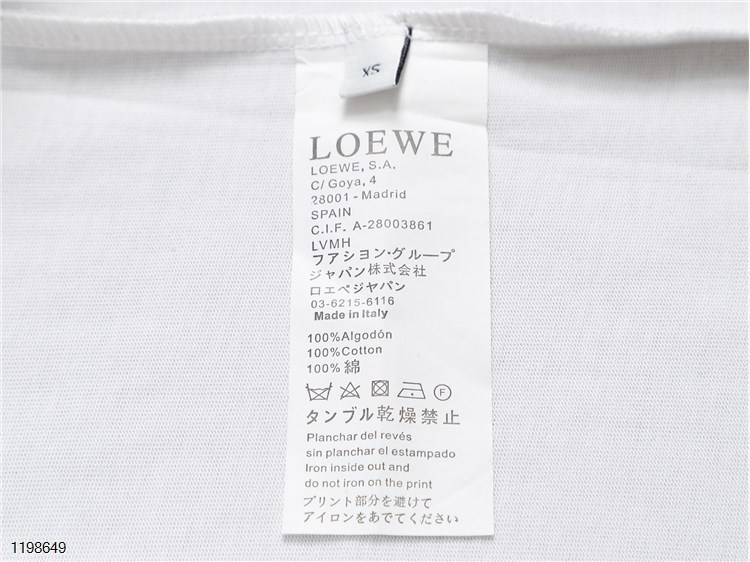 XS
LOEWE
LOEWE, S.A.
C/ Goya, 4
28001 - Madrid
SPAIN
C.I.F. A-28003861
LVMH
フアション・グループ
ジャパン株式会社
ロエベジヤパン
03-6215-6116
Made in Italy
100%Algodón
100%Cotton
100% 綿
F
タンブル乾燥禁止
Planchar del revés
sin planchar el estampado
Iron inside out and
do not iron on the print
プリント部分を避けて
アイロンをあでてください
1198649